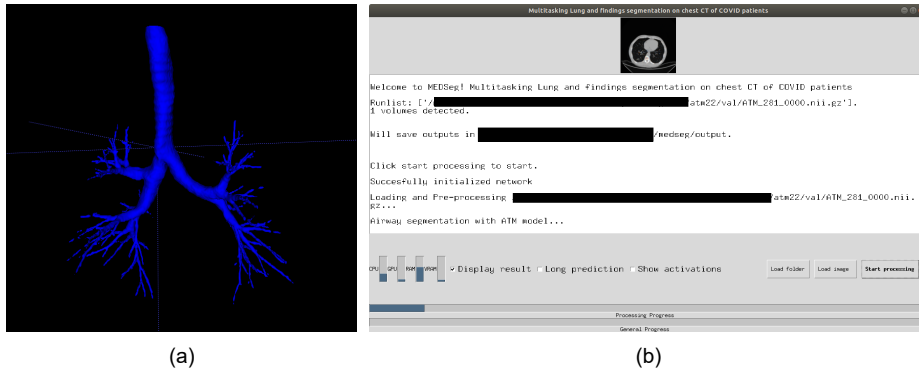 Multitasking Lung and findings segmentation on chest CT of COVID patients
Welcome to MEDSeg! Multitasking Lung and findings segmentation on chest CT of COVID patients
Runlist: ['/ atm22/val/ATM_281_0000.nii.gz'].
1 volumes detected.
Will save outputs in /medseg/output.
Click start processing to start.
Succesfully initialized network
Loading and Pre-processing /atm22/val/ATM_281_0000.nii.
gz...
Airway segmentation with ATM model...
CPU GPU RAM VRAM Display result Long prediction Show activations Load folder Load image Start processing
Processing Progress
General Progress
(a) (b)